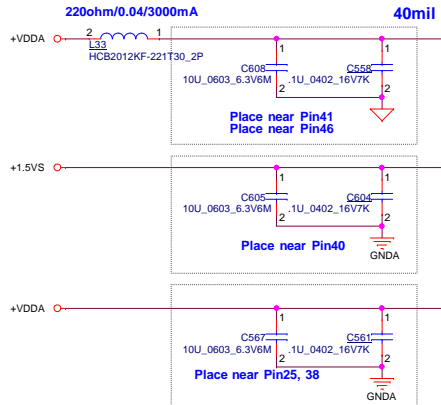 220ohm/0.04/3000mA
40mil
+VDDA
2
1
L33
HCB2012KF-221T30_2P
1
1
C608
C558
10U_0603_6.3V6M
.1U_0402_16V7K
2
2
Place near Pin41
Place near Pin46
+1.5VS
1
1
C605
C604
10U_0603_6.3V6M
.1U_0402_16V7K
2
2
Place near Pin40
GNDA
+VDDA
1
1
C567
C561
10U_0603_6.3V6M
.1U_0402_16V7K
2
2
Place near Pin25, 38
GNDA